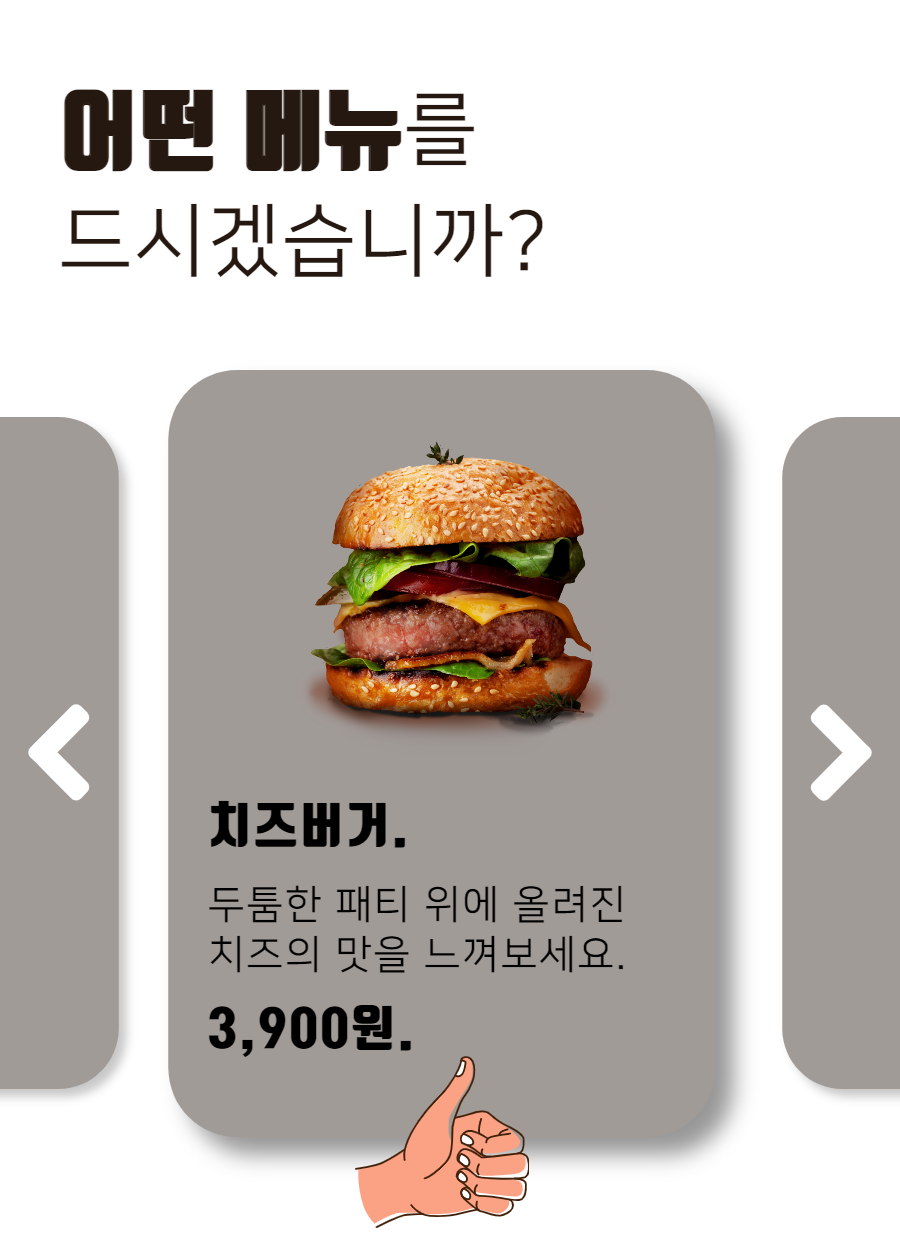 어떤 메뉴를
드시겠습니까?
치즈버거.
두툼한 패티 위에 올려진
치즈의 맛을 느껴보세요.
3,900원.